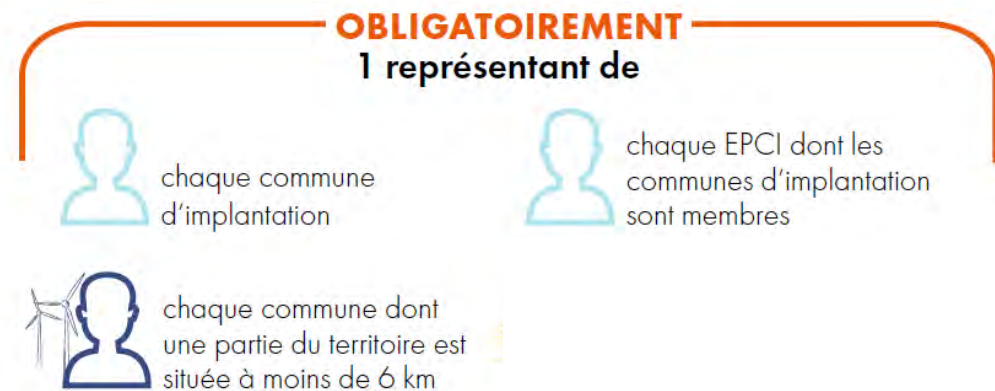 OBLIGATOIREMENT
1 représentant de
chaque commune
d’implantation
chaque EPCI dont les
communes d’implantation
sont membres
chaque commune dont
une partie du territoire est
située à moins de 6 km